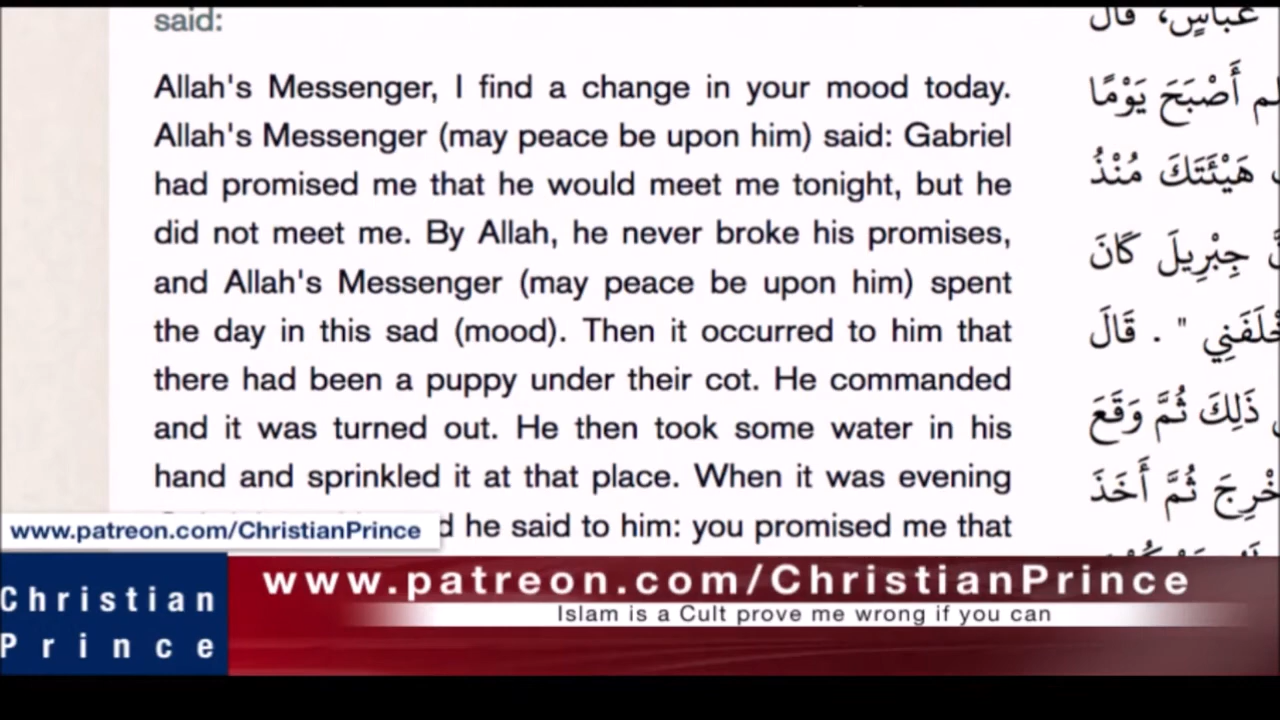 said:
Allah's Messenger, I find a change in your mood today.
Allah's Messenger (may peace be upon him) said: Gabriel
had promised me that he would meet me tonight, but he
did not meet me. By Allah, he never broke his promises,
and Allah's Messenger (may peace be upon him) spent
the day in this sad (mood). Then it occurred to him that
there had been a puppy under their cot. He commanded
and it was turned out. He then took some water in his
hand and sprinkled it at that place. When it was evening
he said to him: you promised me that
عَبَّاسٍ، قَالَ
أَصْبَحَ يَوْمًا
هَيْئَتَكَ مُنْذُ
جِبْرِيلَ كَانَ
. قَالَ
ذَلِكَ ثُمَّ وَقَعَ
ثُمَّ أَخَذَ
www.patreon.com/ChristianPrince
Christian
Prince
www.patreon.com/ChristianPrince
Islam is a Cult prove me wrong if you can